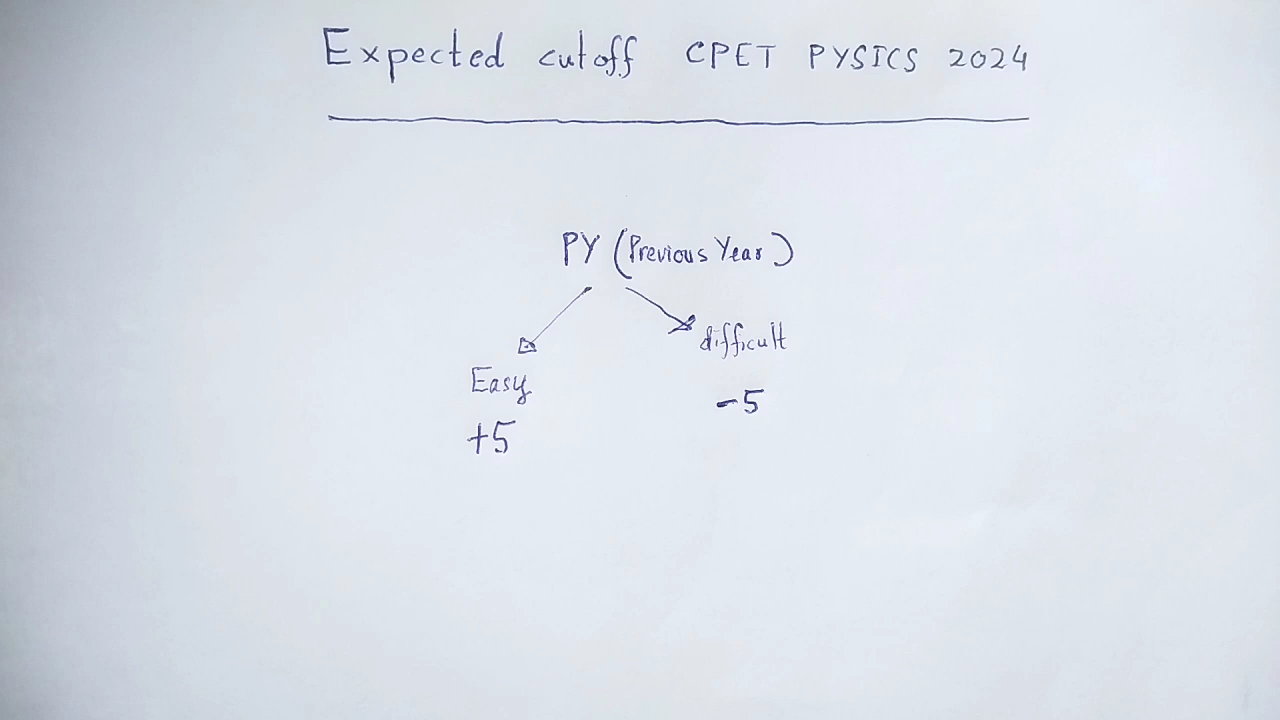 Expected cutoff CPET PYSICS 2024
PY (Previous Year)
difficult
Easy
-5
+5